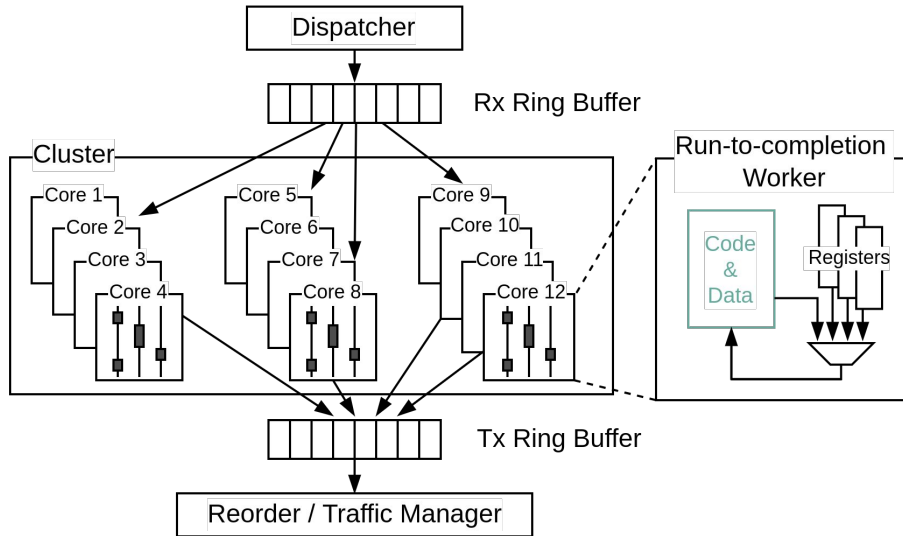 Dispatcher
Rx Ring Buffer
Cluster
Core 1
Core 2
Core 3
Core 4
Core 5
Core 6
Core 7
Core 8
Core 9
Core 10
Core 11
Core 12
Run-to-completion
Worker
Code
&
Data
Registers
Tx Ring Buffer
Reorder / Traffic Manager